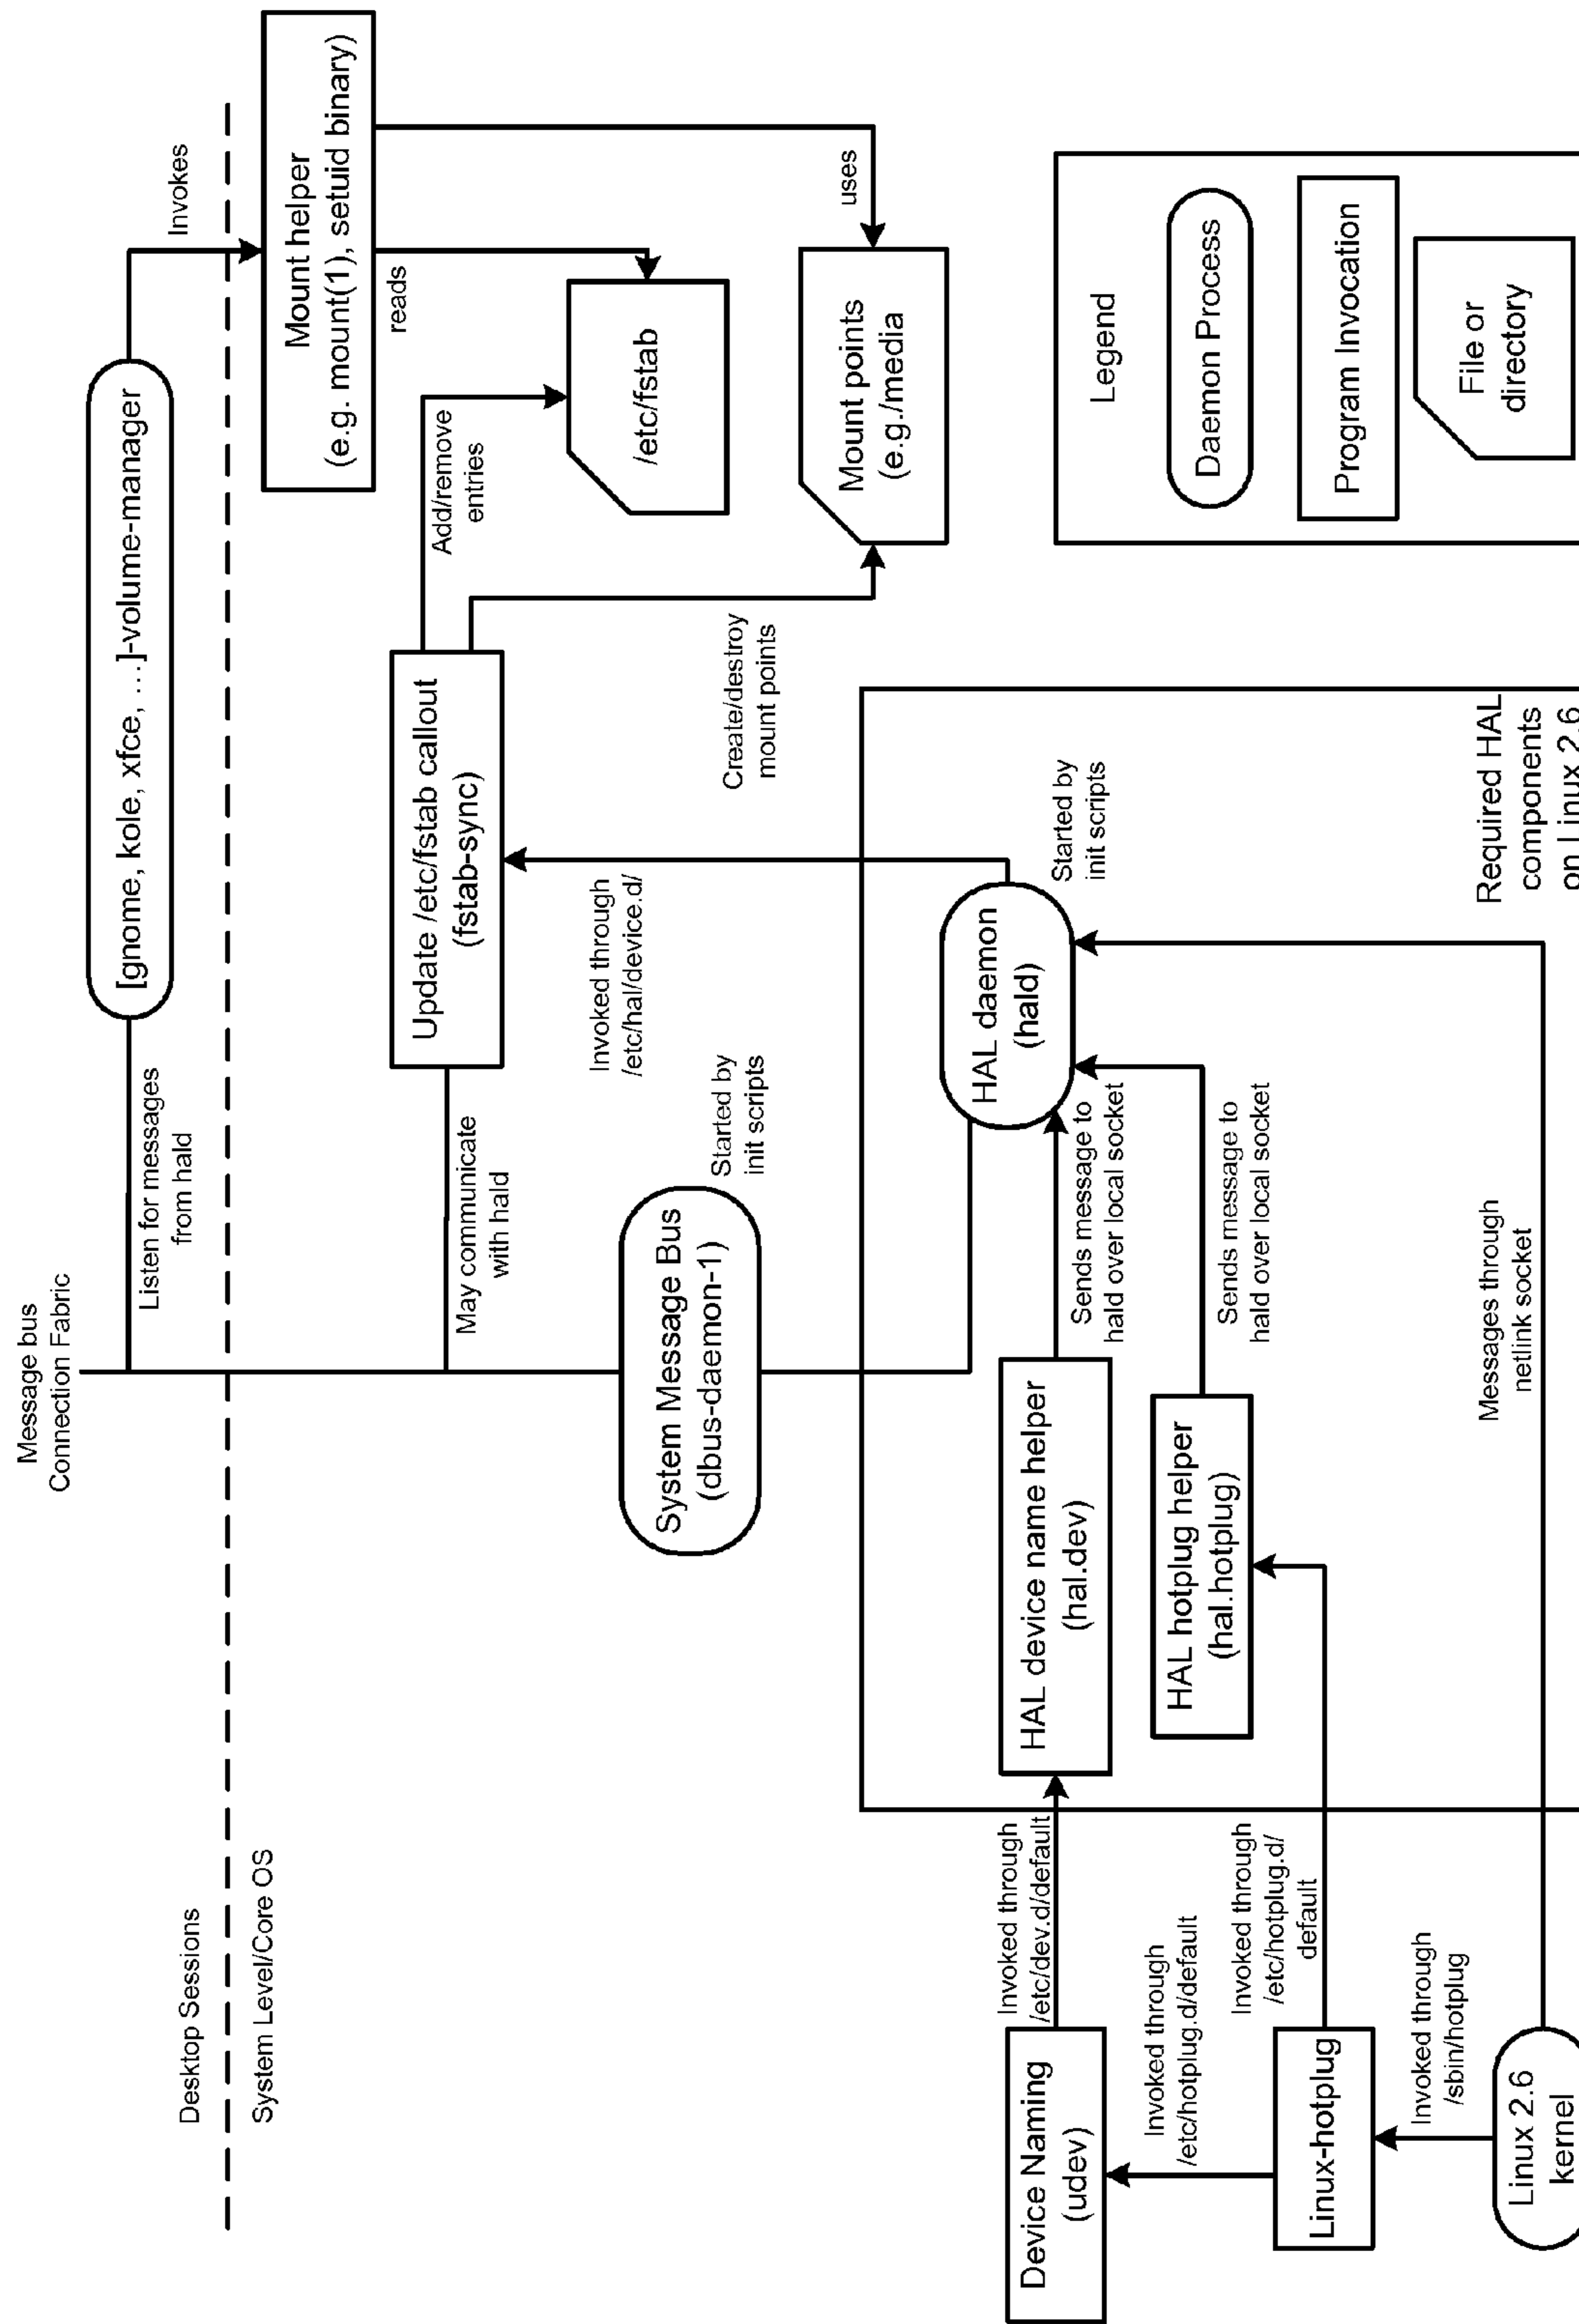 Message bus
Connection Fabric
Desktop Sessions
System Level/Core OS
Listen for messages
from hald
[gnome, kole, xfce, ...]-volume-manager
Invokes
Mount helper
(e.g. mount(1), setuid binary)
reads
uses
May communicate
with hald
Update /etc/fstab callout
(fstab-sync)
Add/remove
entries
/etc/fstab
Create/destroy
mount points
Mount points
(e.g./media
Invoked through
/etc/hal/device.d/
System Message Bus
(dbus-daemon-1)
Started by
init scripts
HAL daemon
(hald)
Started by
init scripts
Device Naming
(udev)
Invoked through
/etc/dev.d/default
HAL device name helper
(hal.dev)
Sends message to
hald over local socket
Invoked through
/etc/hotplug.d/default
Invoked through
/etc/hotplug.d/
default
HAL hotplug helper
(hal.hotplug)
Sends message to
hald over local socket
Linux-hotplug
Invoked through
/sbin/hotplug
Linux 2.6
kernel
Messages through
netlink socket
Required HAL
components
on Linux 2.6
Legend
Daemon Process
Program Invocation
File or
directory